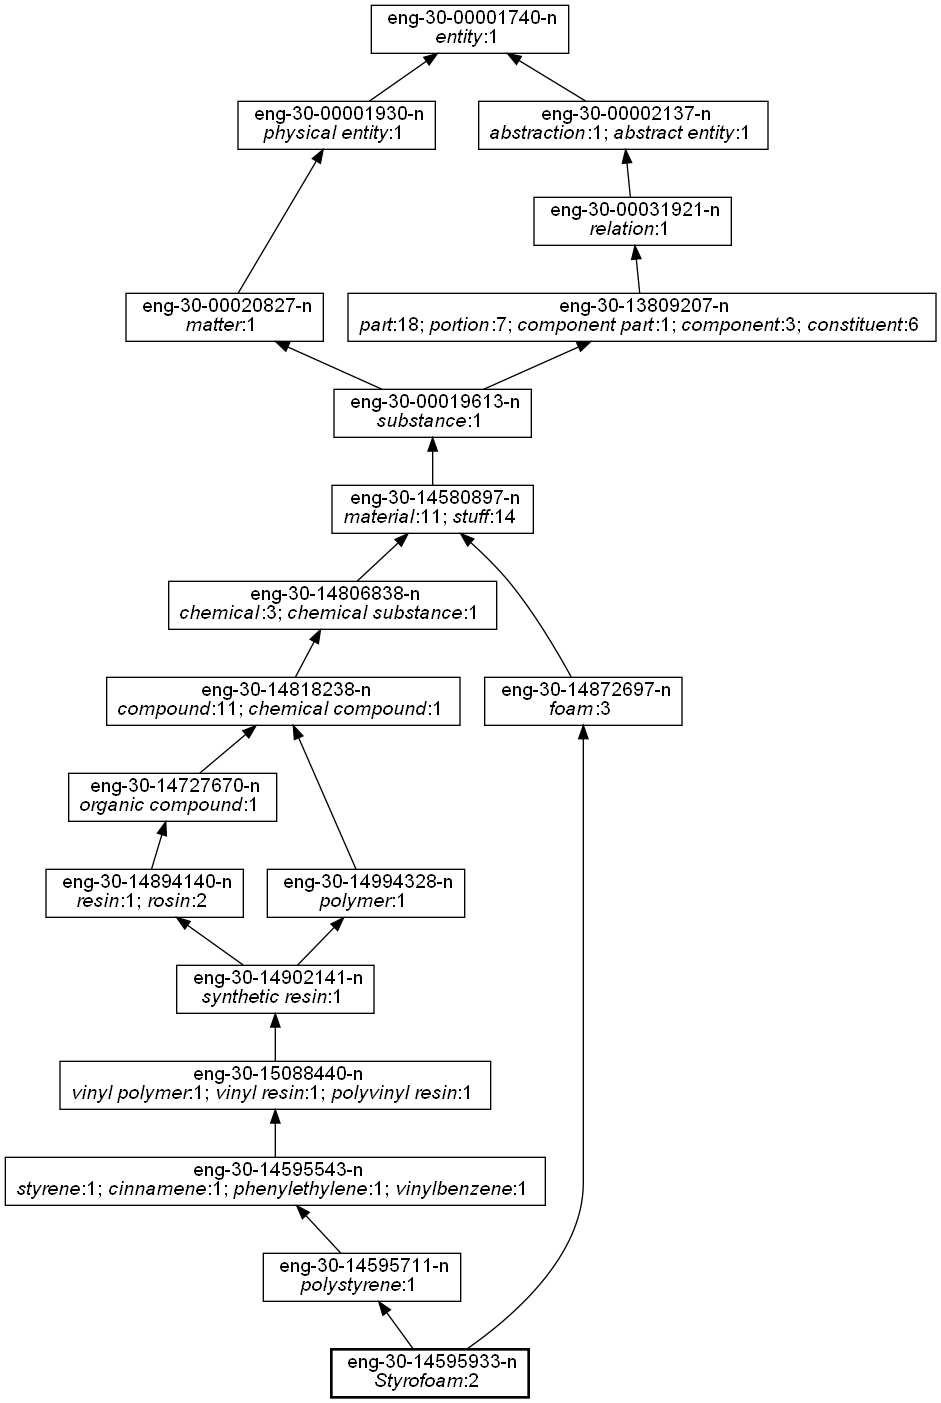 eng-30-00001740-n
entity:1
eng-30-00001930-n
physical entity:1
eng-30-00002137-n
abstraction:1; abstract entity:1
eng-30-00031921-n
relation:1
eng-30-00020827-n
matter:1
eng-30-13809207-n
part:18; portion:7; component part:1; component:3; constituent:6
eng-30-00019613-n
substance:1
eng-30-14580897-n
material:11; stuff:14
eng-30-14806838-n
chemical:3; chemical substance:1
eng-30-14818238-n
compound:11; chemical compound:1
eng-30-14872697-n
foam:3
eng-30-14727670-n
organic compound:1
eng-30-14894140-n
resin:1; rosin:2
eng-30-14994328-n
polymer:1
eng-30-14902141-n
synthetic resin:1
eng-30-15088440-n
vinyl polymer:1; vinyl resin:1; polyvinyl resin:1
eng-30-14595543-n
styrene:1; cinnamene:1; phenylethylene:1; vinylbenzene:1
eng-30-14595711-n
polystyrene:1
eng-30-14595933-n
Styrofoam:2